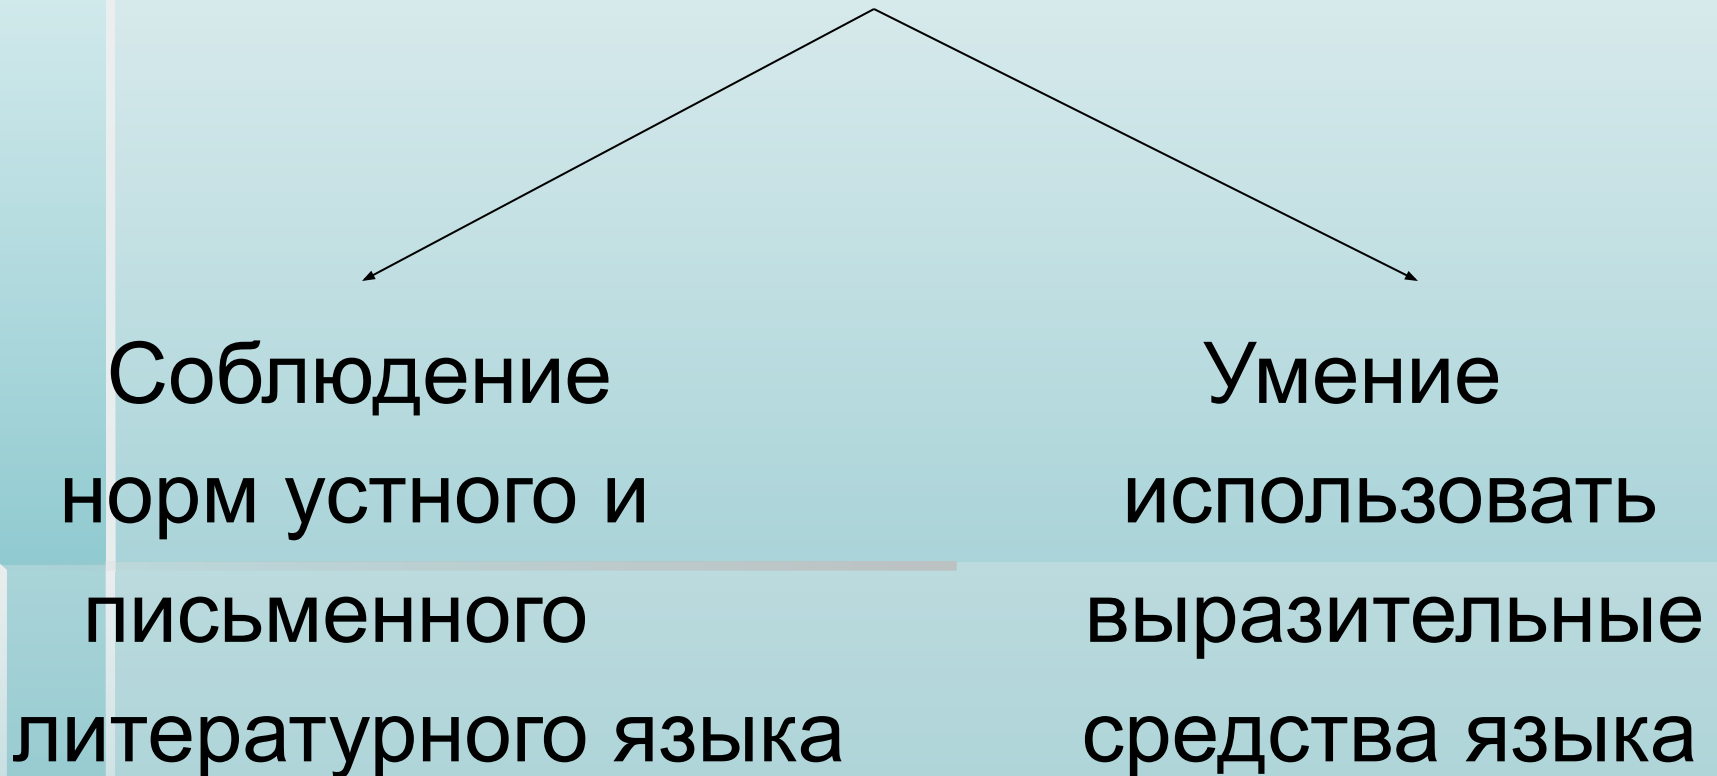 Соблюдение
норм устного и
письменного
литературного языка
Умение
использовать
выразительные
средства языка